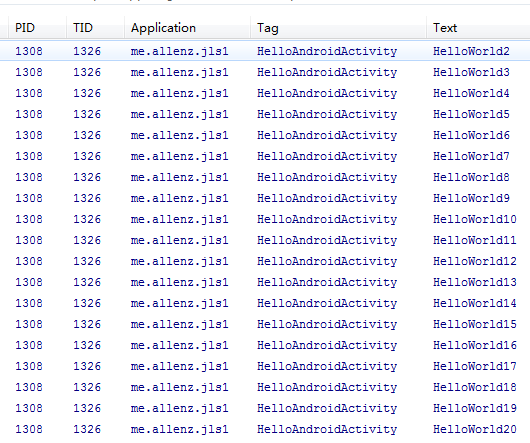 PID TID Application Tag Text
1308 1326 me.allenz.jls1 HelloAndroidActivity HelloWorld2
1308 1326 me.allenz.jls1 HelloAndroidActivity HelloWorld3
1308 1326 me.allenz.jls1 HelloAndroidActivity HelloWorld4
1308 1326 me.allenz.jls1 HelloAndroidActivity HelloWorld5
1308 1326 me.allenz.jls1 HelloAndroidActivity HelloWorld6
1308 1326 me.allenz.jls1 HelloAndroidActivity HelloWorld7
1308 1326 me.allenz.jls1 HelloAndroidActivity HelloWorld8
1308 1326 me.allenz.jls1 HelloAndroidActivity HelloWorld9
1308 1326 me.allenz.jls1 HelloAndroidActivity HelloWorld10
1308 1326 me.allenz.jls1 HelloAndroidActivity HelloWorld11
1308 1326 me.allenz.jls1 HelloAndroidActivity HelloWorld12
1308 1326 me.allenz.jls1 HelloAndroidActivity HelloWorld13
1308 1326 me.allenz.jls1 HelloAndroidActivity HelloWorld14
1308 1326 me.allenz.jls1 HelloAndroidActivity HelloWorld15
1308 1326 me.allenz.jls1 HelloAndroidActivity HelloWorld16
1308 1326 me.allenz.jls1 HelloAndroidActivity HelloWorld17
1308 1326 me.allenz.jls1 HelloAndroidActivity HelloWorld18
1308 1326 me.allenz.jls1 HelloAndroidActivity HelloWorld19
1308 1326 me.allenz.jls1 HelloAndroidActivity HelloWorld20